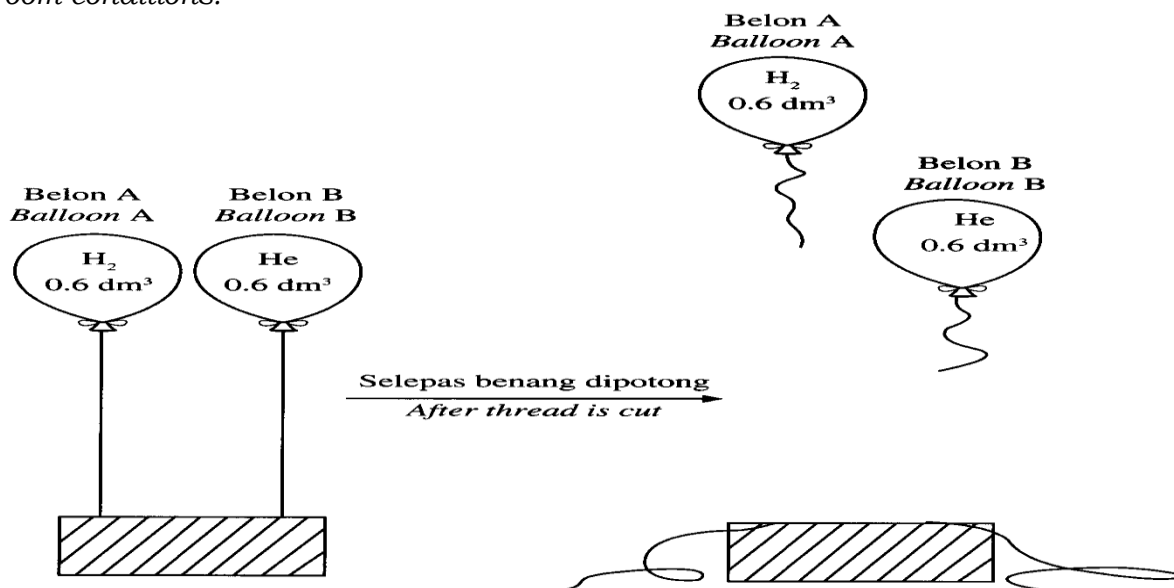 oom conditions.
Belon A
Balloon A
H₂
0.6 dm³
Belon B
Balloon B
He
0.6 dm³
Belon A
Balloon A
H₂
0.6 dm³
Belon B
Balloon B
He
0.6 dm³
Selepas benang dipotong
After thread is cut